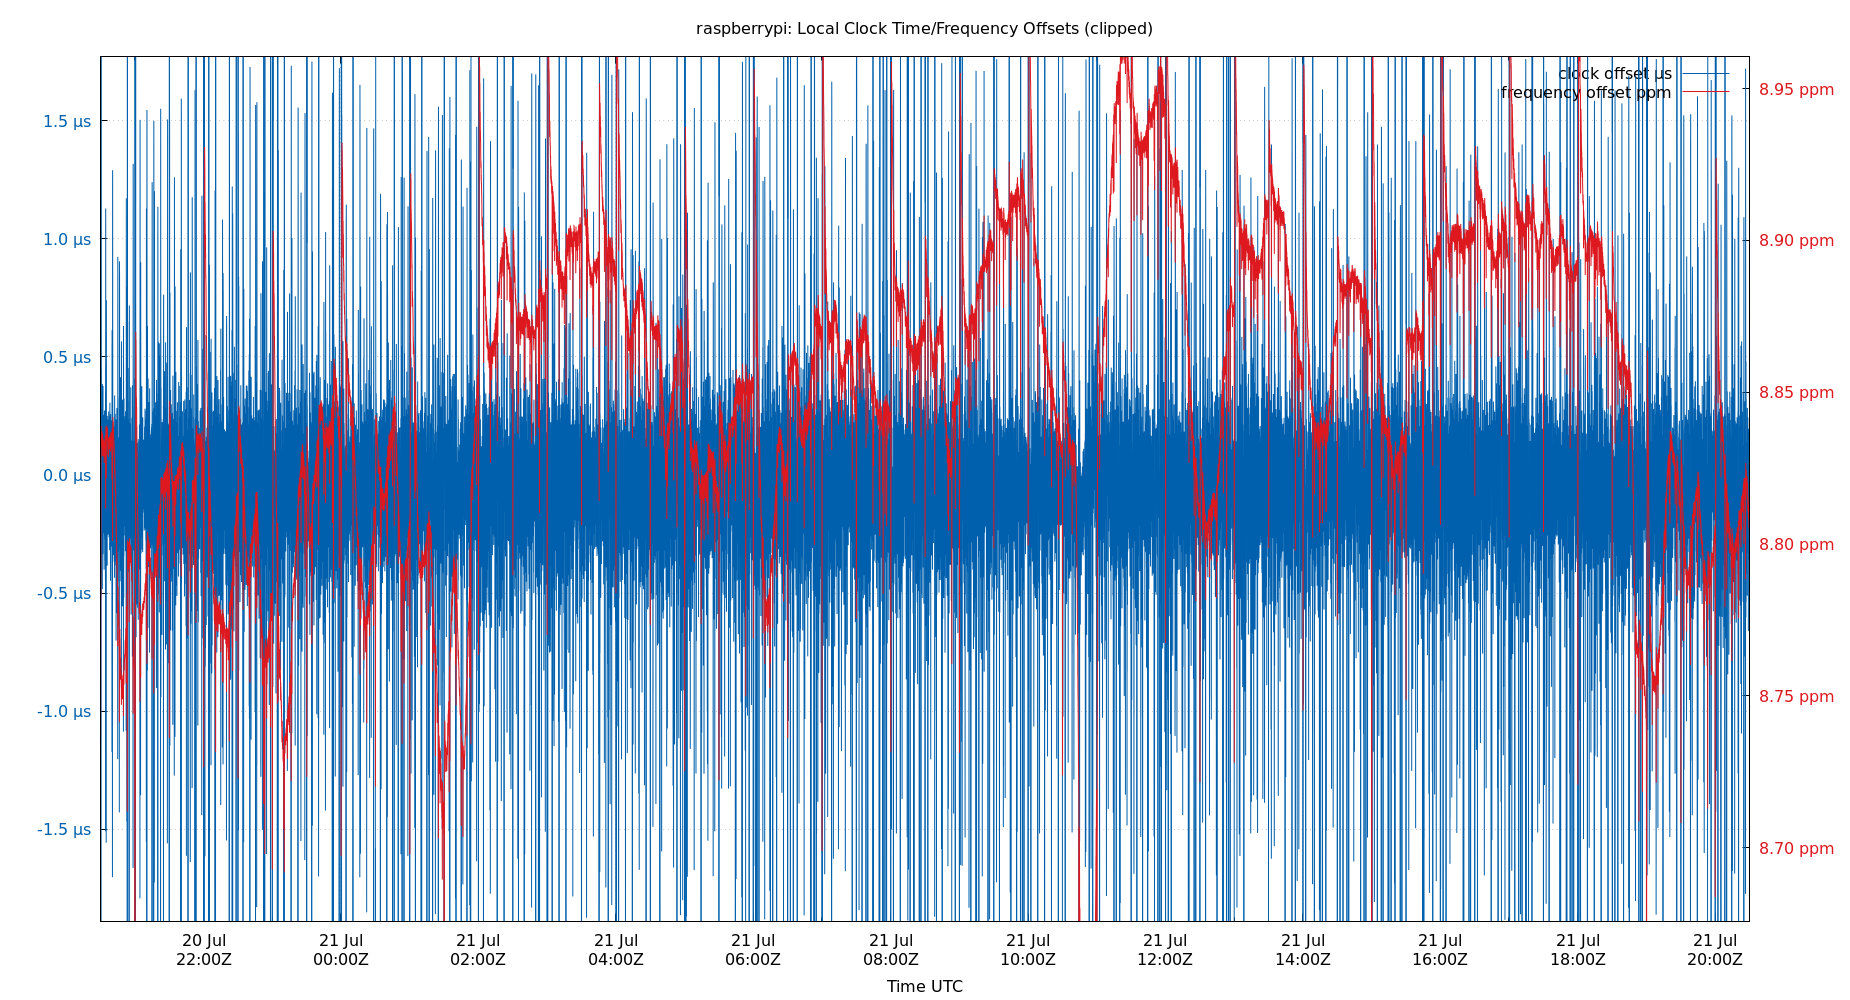 raspberrypi: Local Clock Time/Frequency Offsets (clipped)
clock offset µs
frequency offset ppm
1.5 µs
1.0 µs
0.5 µs
0.0 µs
-0.5 µs
-1.0 µs
-1.5 µs
8.95 ppm
8.90 ppm
8.85 ppm
8.80 ppm
8.75 ppm
8.70 ppm
20 Jul 21 Jul 21 Jul 21 Jul 21 Jul 21 Jul 21 Jul 21 Jul 21 Jul 21 Jul 21 Jul 21 Jul
22:00Z 00:00Z 02:00Z 04:00Z 06:00Z 08:00Z 10:00Z 12:00Z 14:00Z 16:00Z 18:00Z 20:00Z
Time UTC